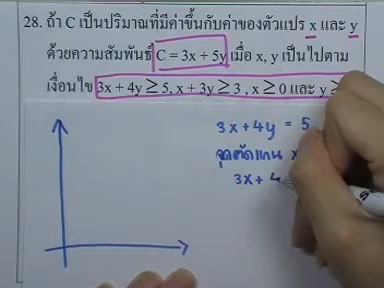 28. ถ้า C เป็นปริมาณที่มีค่าขึ้นกับค่าของตัวแปร x และ y
ด้วยความสัมพันธ์ C = 3x + 5y เมื่อ x, y เป็นไปตาม
เงื่อนไข 3x + 4y ≥ 5, x + 3y ≥ 3 , x ≥ 0 และ y ≥
3x + 4y = 5
จุดตัดแกน x
3x + 4